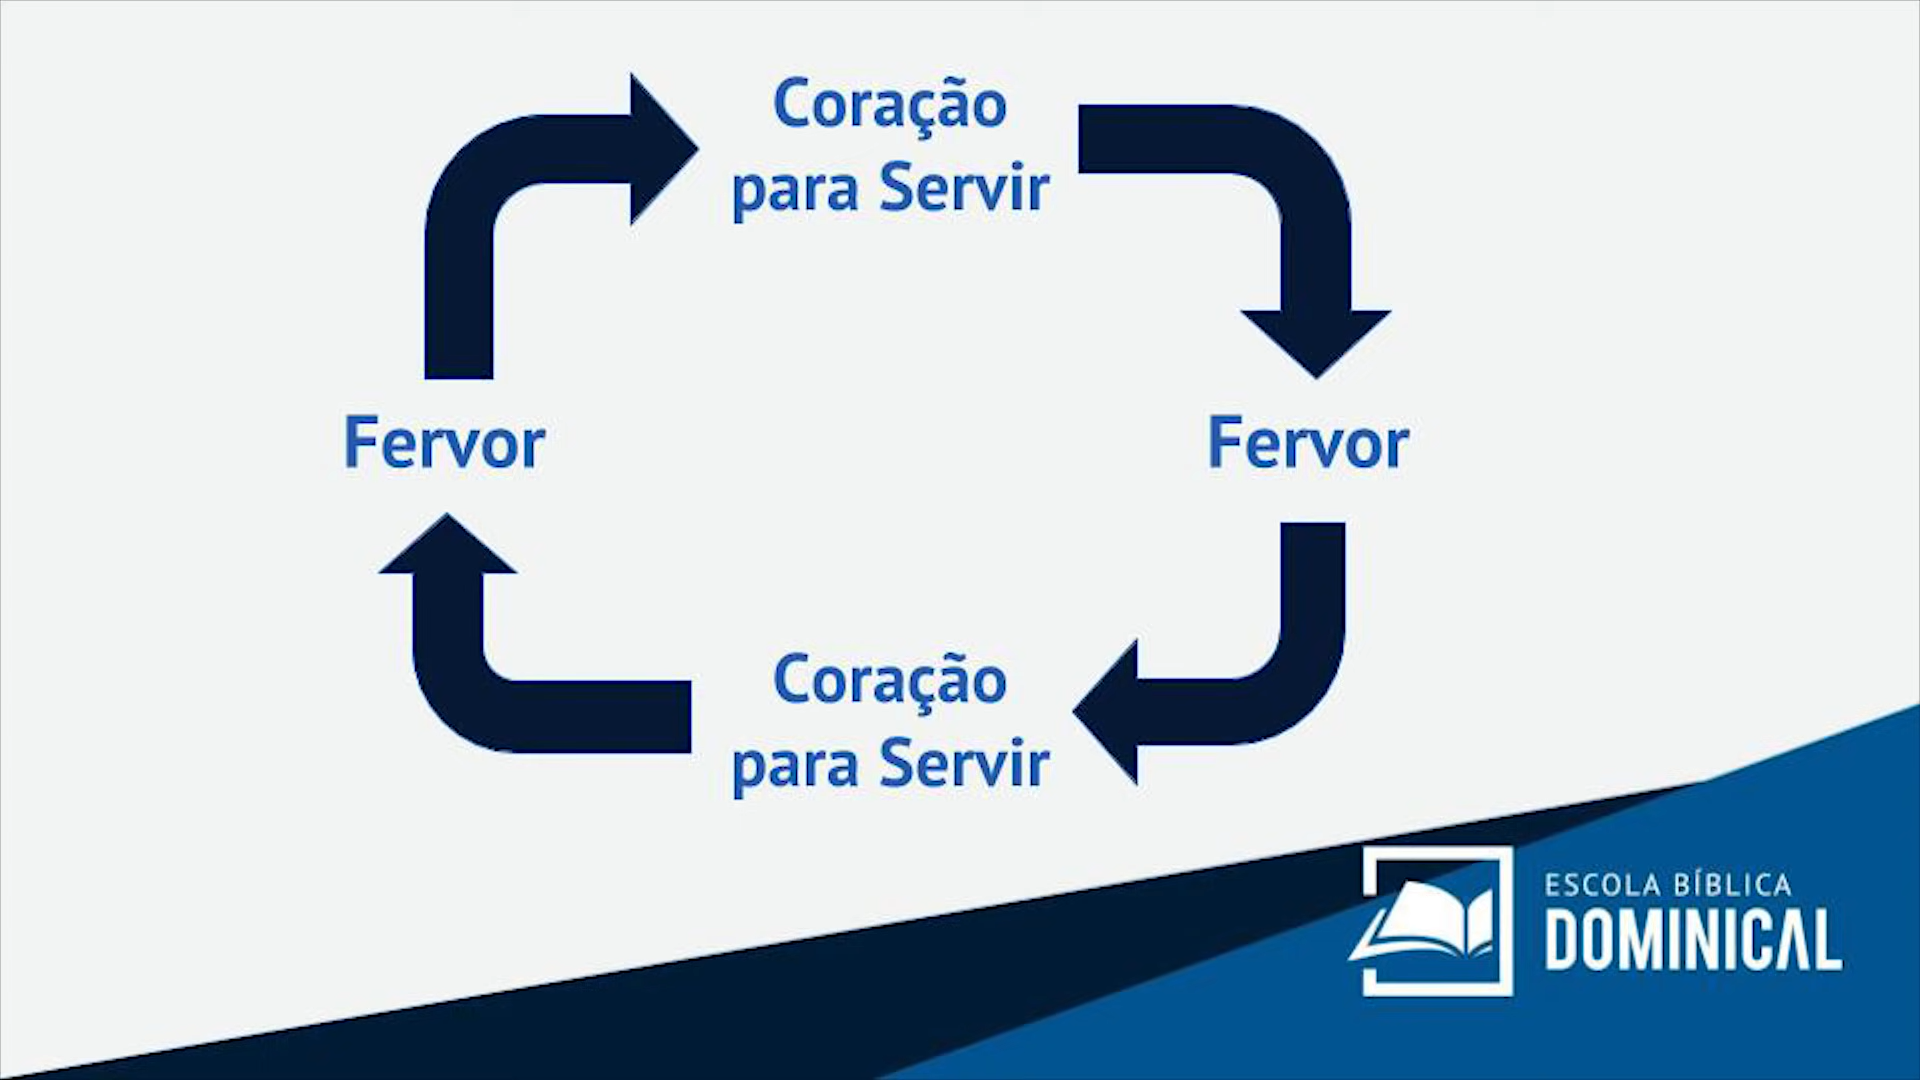 Coração
para Servir
Fervor
Fervor
Coração
para Servir
ESCOLA BÍBLICA
DOMINICAL